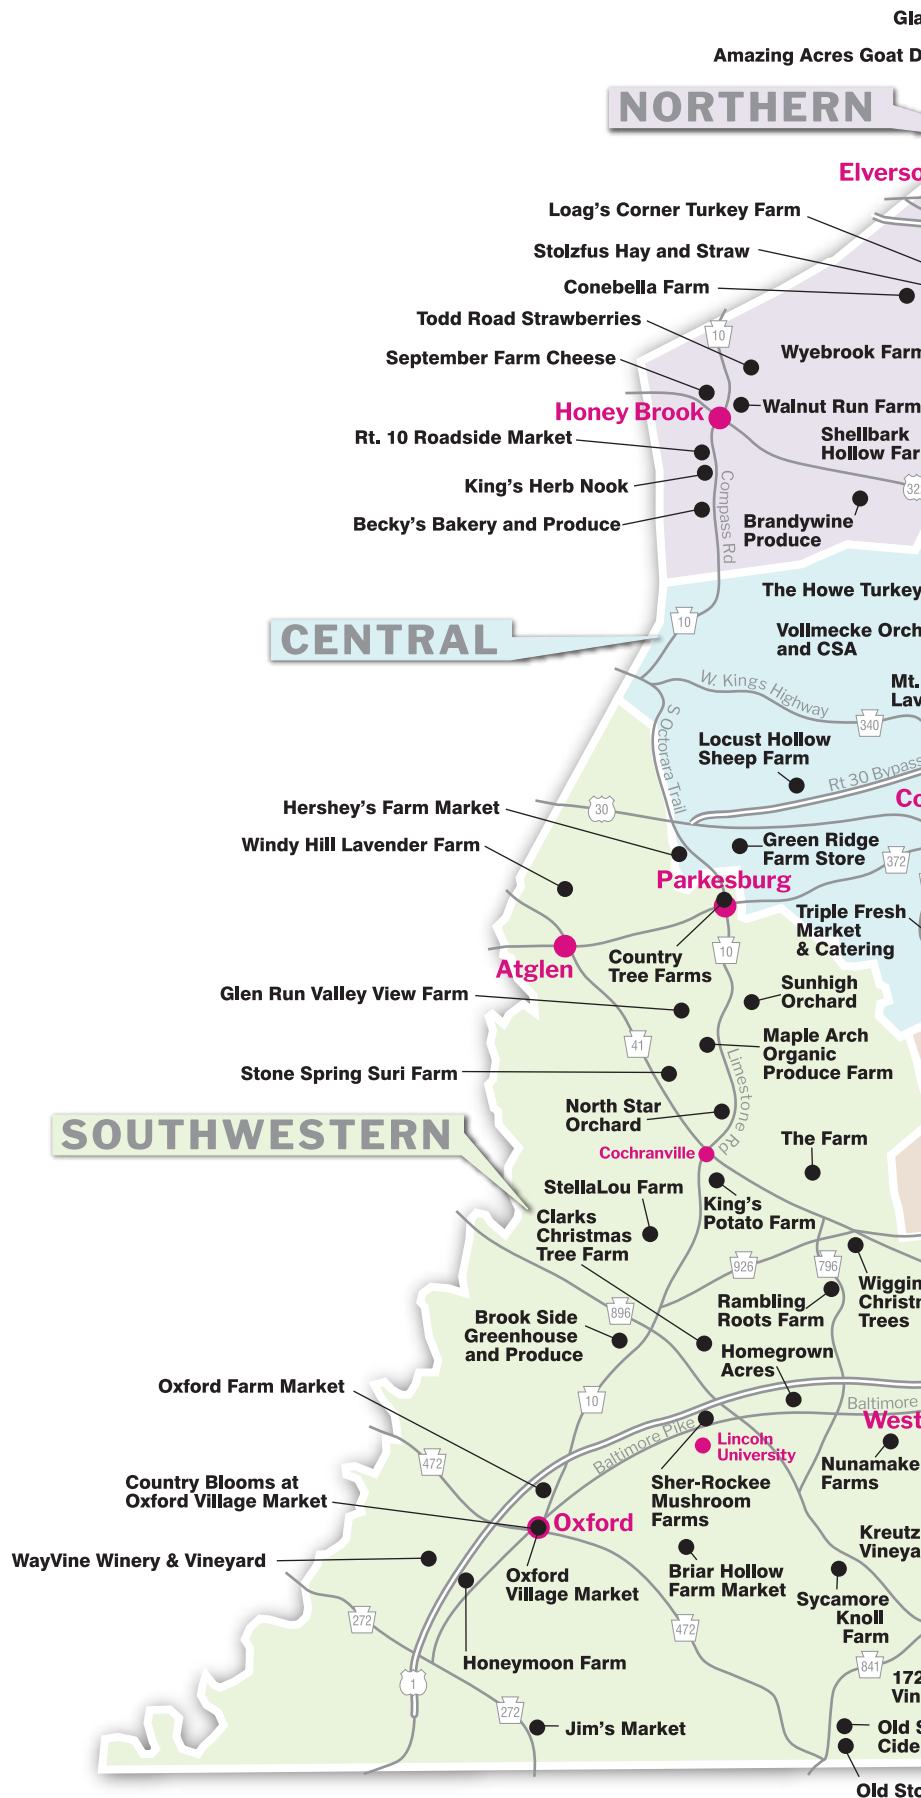 Amazing Acres Goat
NORTHERN
Loag's Corner Turkey Farm
Stolzfus Hay and Straw
Conebella Farm
Todd Road Strawberries
10
Wyebrook Farm
September Farm Cheese
Honey Brook
Walnut Run Farm
Rt. 10 Roadside Market
Shellbark
Hollow
King's Herb Nook
322
Compass Rd
Becky's Bakery and Produce
Brandywine
Produce
The Howe Turkey
10
CENTRAL
Vollmecke
and CSA
W. Kings Highway
Mt.
340
S Octorara Trail
Locust Hollow
Sheep Farm
Rt 30 Bypass
Hershey's Farm Market
30
Windy Hill Lavender Farm
Green Ridge
Farm Store
372
Parkesburg
Triple Fresh
Market
& Catering
Country
Tree Farms
10
Atglen
Sunhigh
Orchard
Glen Run Valley View Farm
41
Maple Arch
Organic
Produce Farm
Limestone Rd
Stone Spring Suri Farm
North Star
Orchard
SOUTHWESTERN
The Farm
Cochranville
StellaLou Farm
King's
Potato Farm
Clarks
Christmas
Tree Farm
926
796
Rambling
Roots Farm
Trees
896
Brook Side
Greenhouse
and Produce
Homegrown
Acres
Oxford Farm Market
10
Baltimore
West
Baltimore Pike
Lincoln
University
472
Nunamake
Farms
Country Blooms at
Oxford Village Market
Sher-Rockee
Mushroom
Farms
Oxford
WayVine Winery & Vineyard
Oxford
Village Market
Briar Hollow
Farm Market
Kreutz
Sycamore
Knoll
Farm
272
472
Honeymoon Farm
841
1
272
Jim's Market
Old
Old